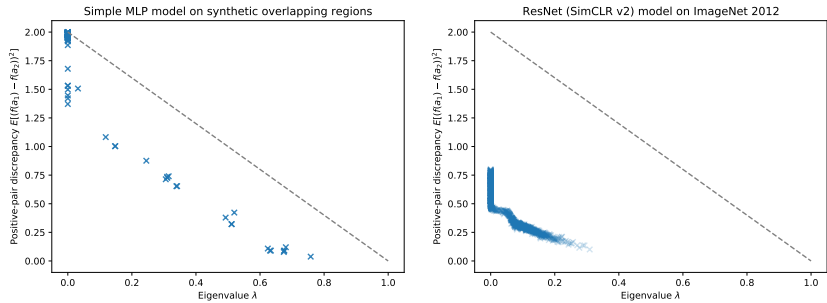 Simple MLP model on synthetic overlapping regions
2.00
1.75
1.50
1.25
1.00
0.75
0.50
0.25
0.00
Positive-pair discrepancy E[(f(a₁) − f(a₂))²]
0.0 0.2 0.4 0.6 0.8 1.0
Eigenvalue λ
ResNet (SimCLR v2) model on ImageNet 2012
2.00
1.75
1.50
1.25
1.00
0.75
0.50
0.25
0.00
Positive-pair discrepancy E[(f(a₁) − f(a₂))²]
0.0 0.2 0.4 0.6 0.8 1.0
Eigenvalue λ